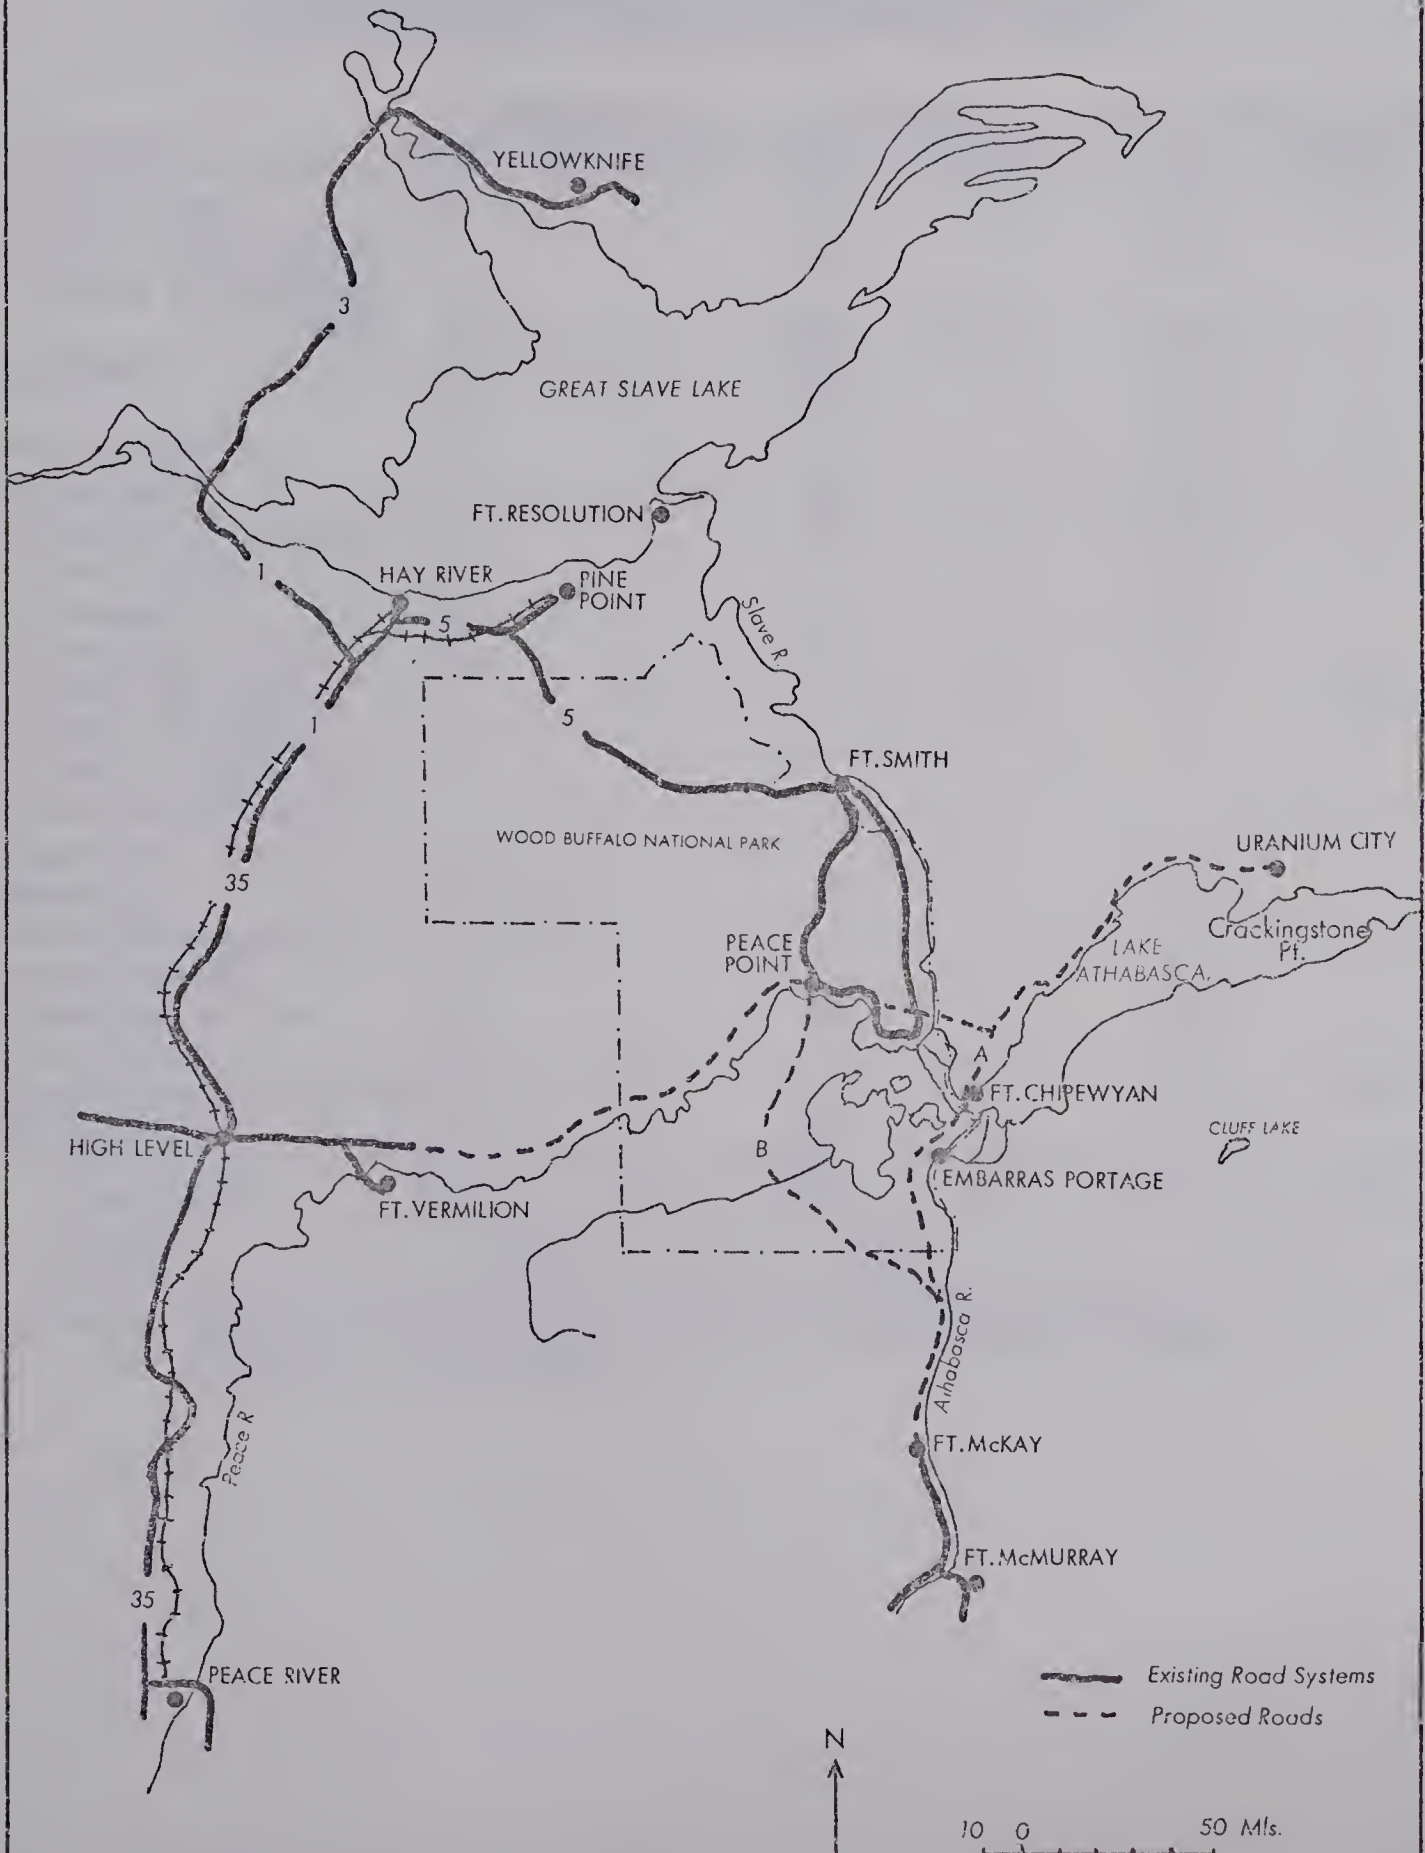 YELLOWKNIFE
3
GREAT SLAVE LAKE
FT. RESOLUTION
1
HAY RIVER
PINE
POINT
5
Slave R.
1
5
FT. SMITH
WOOD BUFFALO NATIONAL PARK
URANIUM CITY
35
PEACE
POINT
LAKE
ATHABASCA
Crackingstone
Pt.
A
FT. CHIPEWYAN
HIGH LEVEL
B
CLUFF LAKE
EMBARRAS PORTAGE
FT. VERMILION
Athabasca R.
Peace R
FT. McKAY
FT. McMURRAY
35
PEACE RIVER
Existing Road Systems
Proposed Roads
N
10 0 50 Mls.